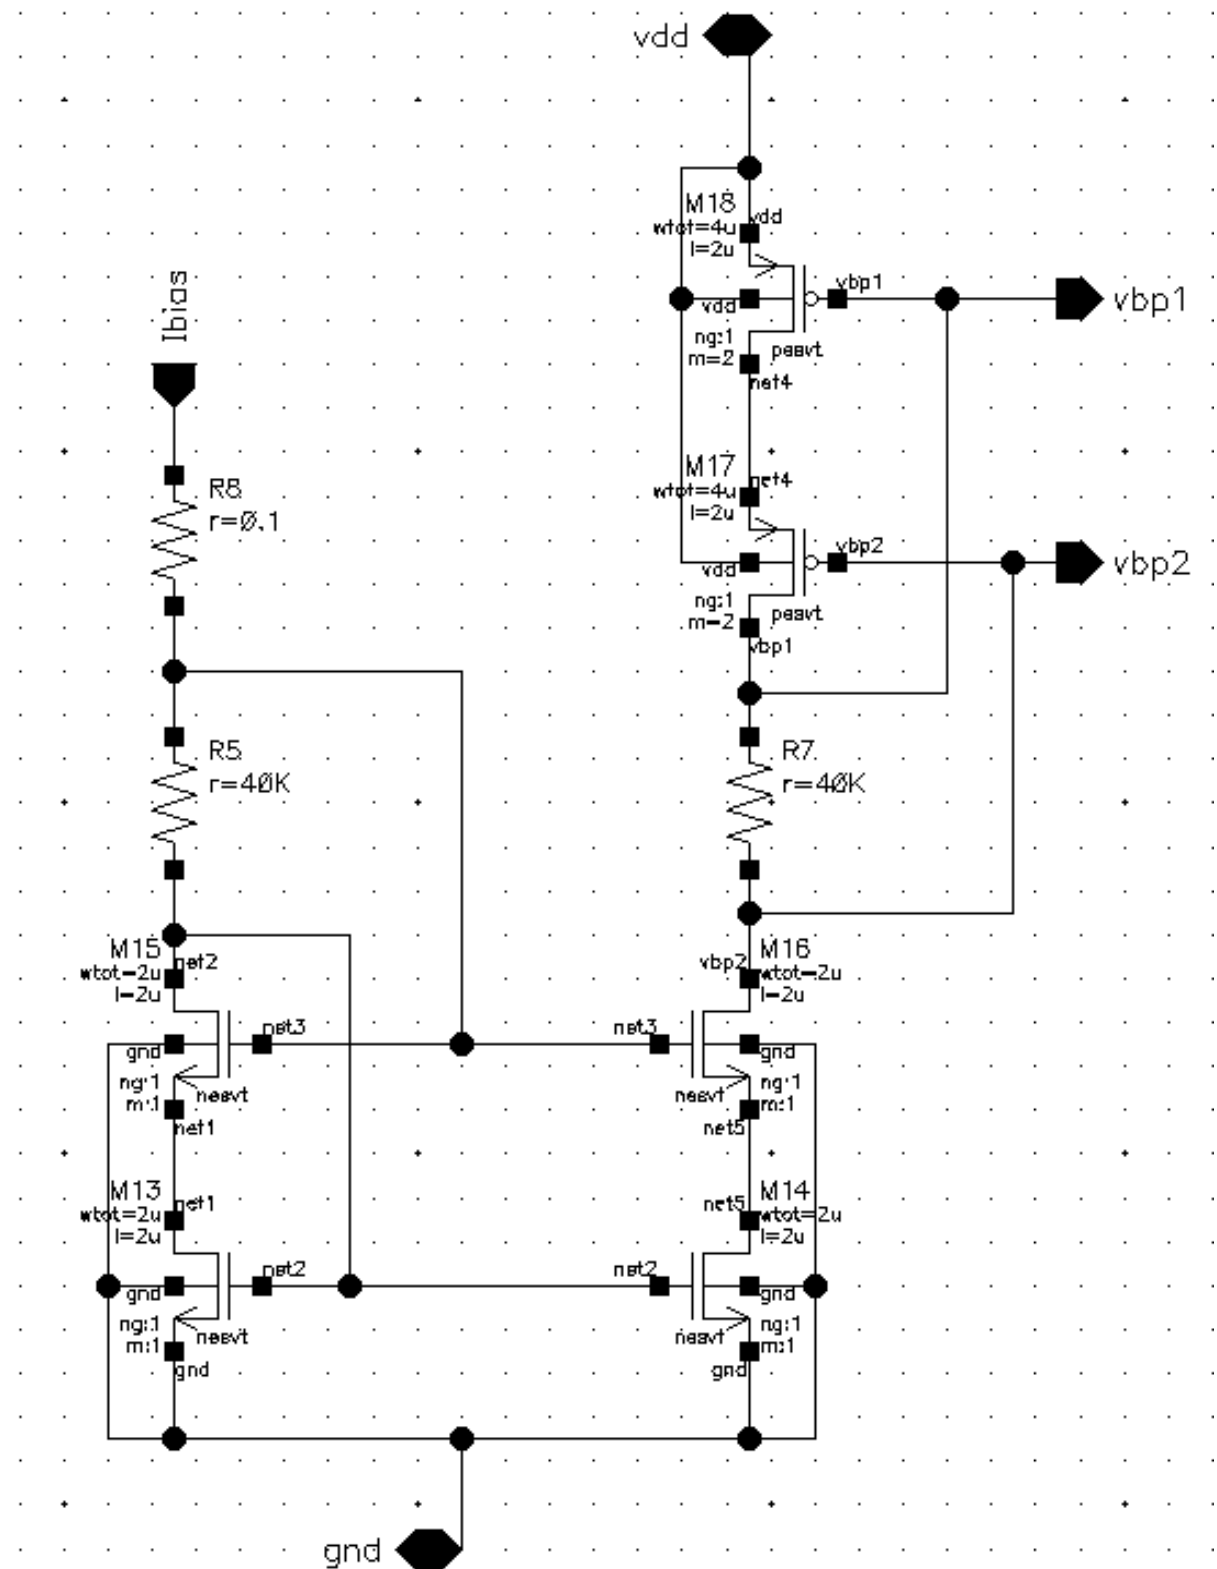 vdd
M18
wtot=4u
l=2u
vdd
vdd
vbp1
vbp1
ng:1
m=2
pesvt
net4
Ibias
M17
wtot=4u
l=2u
net4
R8
r=0.1
vdd
vbp2
vbp2
ng:1
m=2
pesvt
vbp1
R5
r=40K
R7
r=40K
M15
wtot=2u
l=2u
net2
vbp2
M16
wtot=2u
l=2u
net3
gnd
ng:1
m:1
nesvt
net1
net3
gnd
ng:1
m:1
nesvt
net5
M13
wtot=2u
l=2u
net1
net5
M14
wtot=2u
l=2u
net2
gnd
ng:1
m:1
nesvt
gnd
net2
gnd
ng:1
m:1
nesvt
gnd
gnd